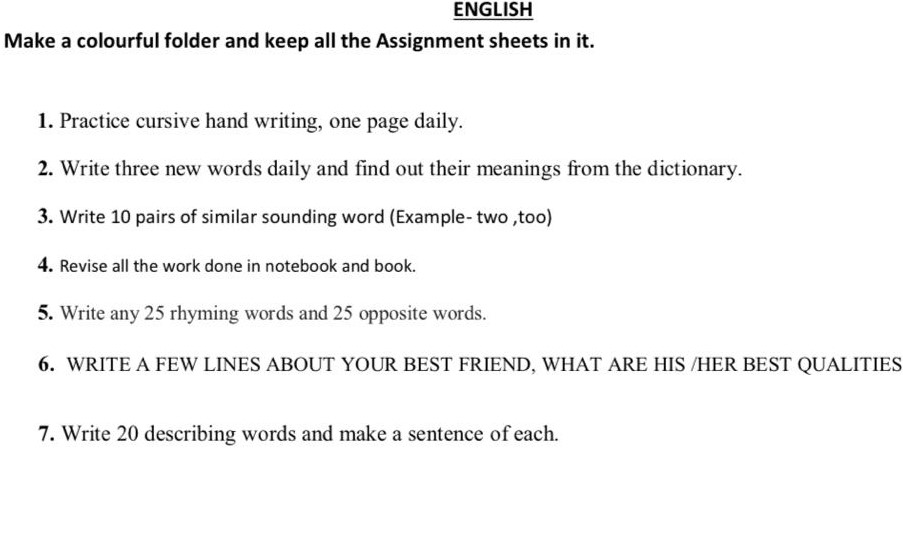 ENGLISH
Make a colourful folder and keep all the Assignment sheets in it.
1. Practice cursive hand writing, one page daily.
2. Write three new words daily and find out their meanings from the dictionary.
3. Write 10 pairs of similar sounding word (Example- two ,too)
4. Revise all the work done in notebook and book.
5. Write any 25 rhyming words and 25 opposite words.
6. WRITE A FEW LINES ABOUT YOUR BEST FRIEND, WHAT ARE HIS /HER BEST QUALITIES
7. Write 20 describing words and make a sentence of each.